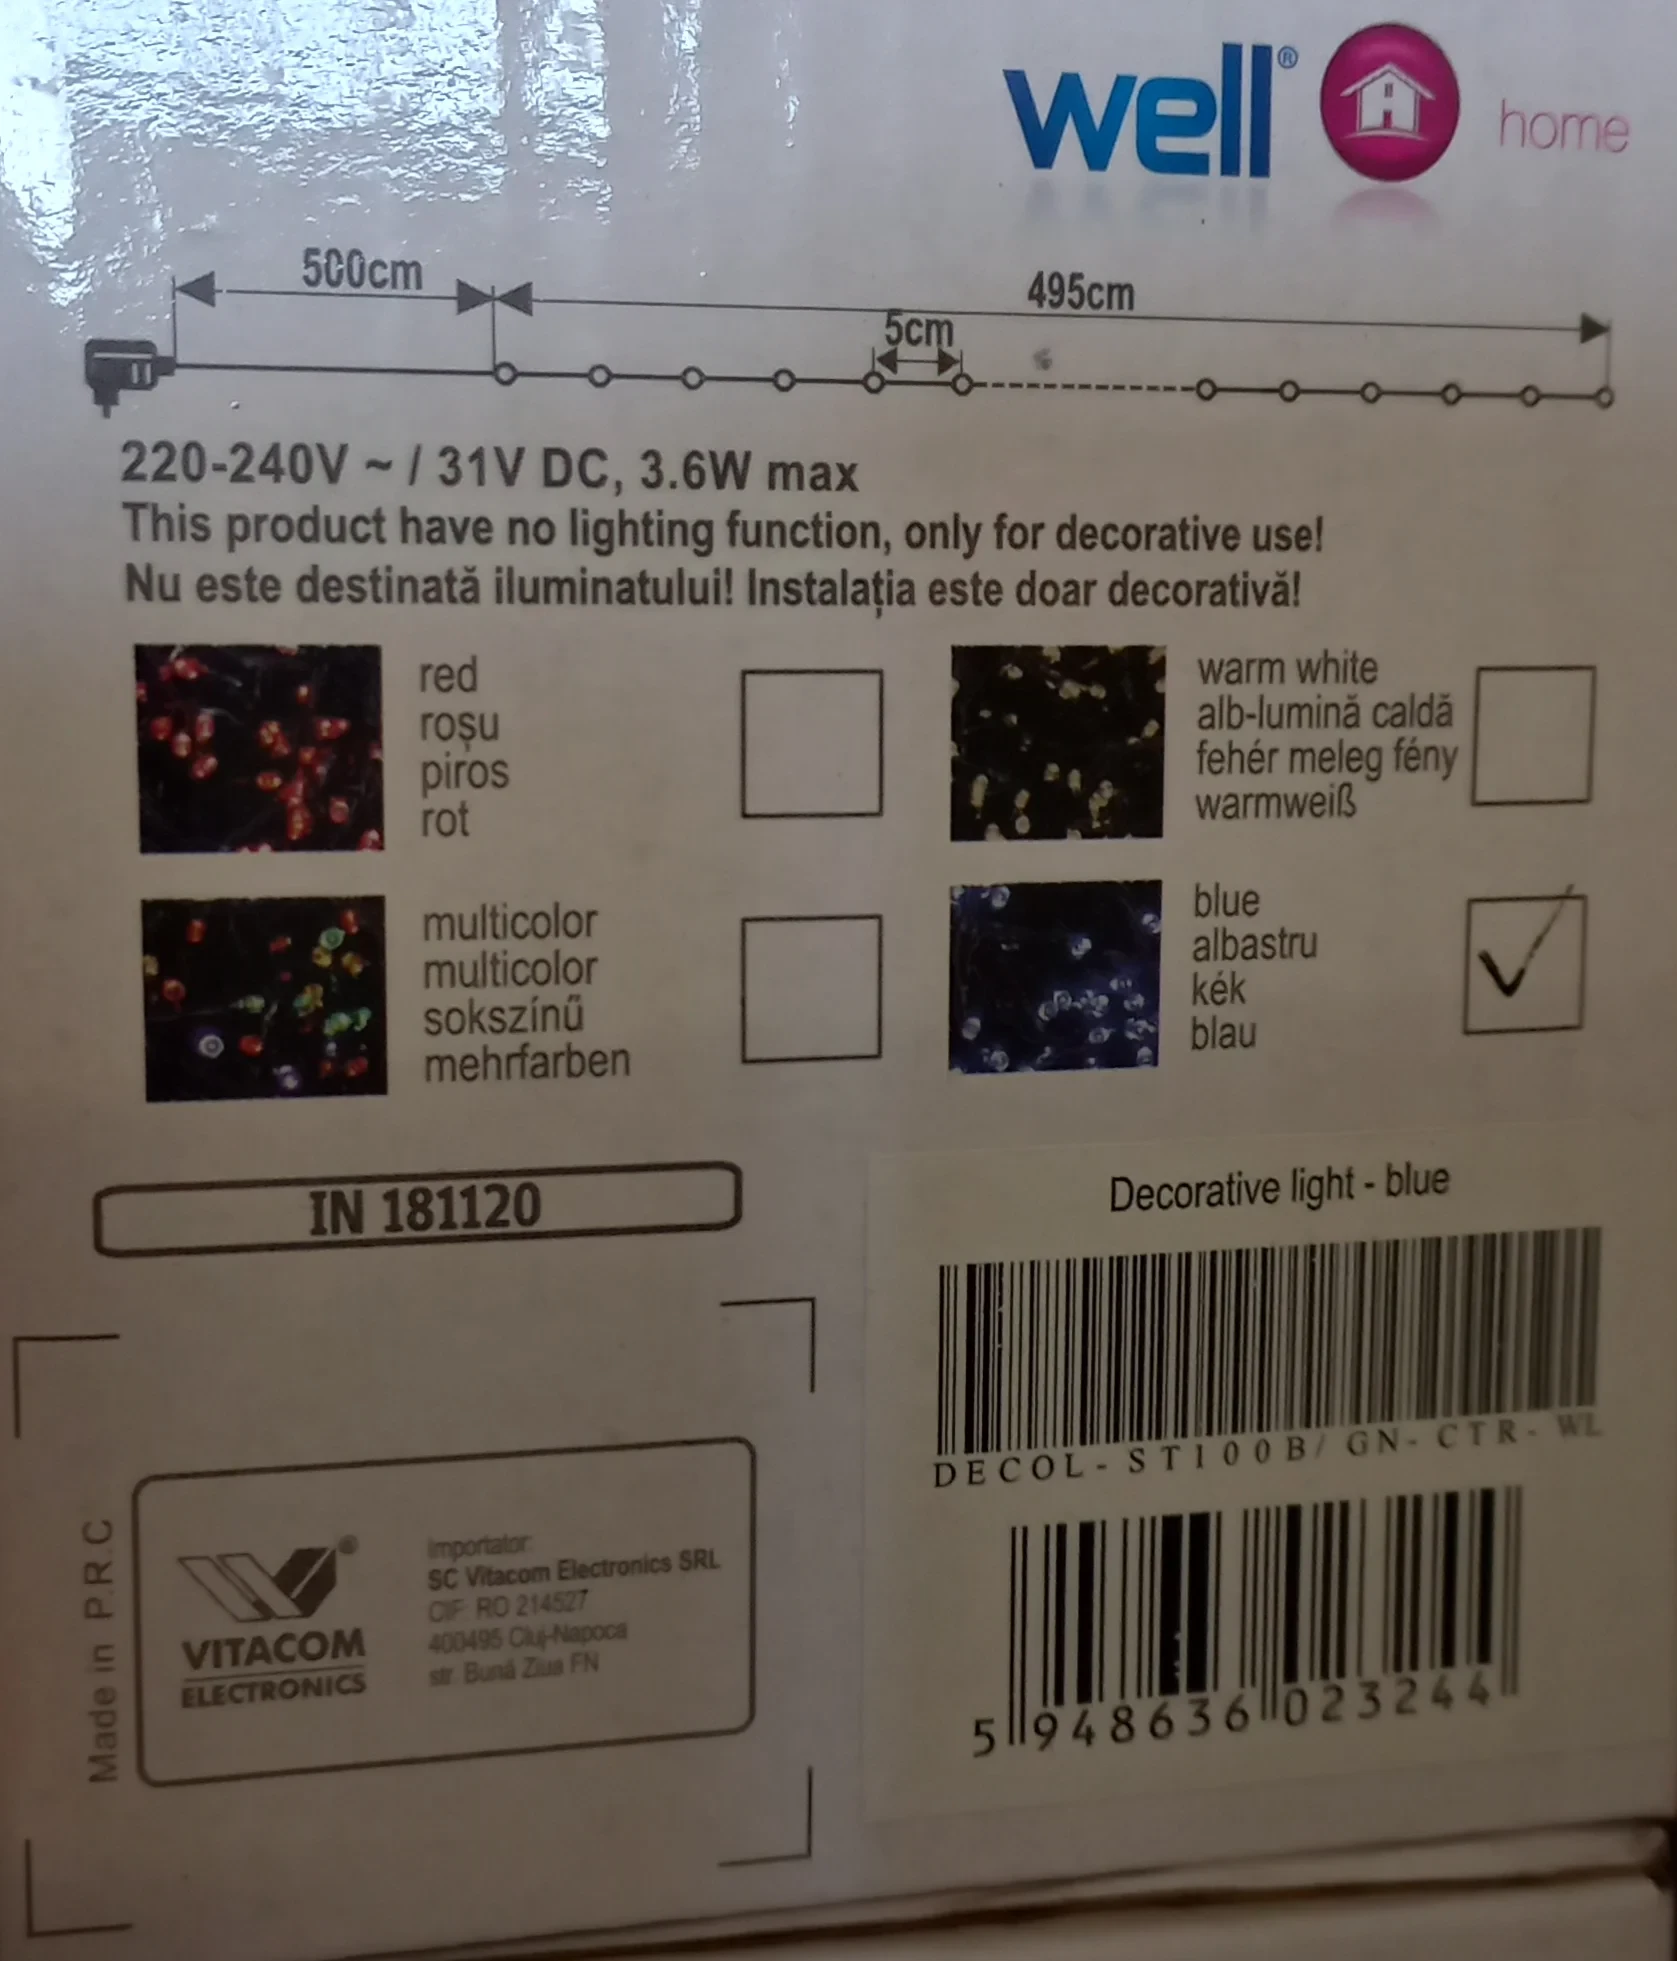 well® home
500cm
495cm
5cm
220-240V ~ / 31V DC, 3.6W max
This product have no lighting function, only for decorative use!
Nu este destinată iluminatului! Instalația este doar decorativă!
red
roșu
piros
rot
warm white
alb-lumină caldă
fehér meleg fény
warmweiß
multicolor
multicolor
sokszínű
mehrfarben
blue
albastru
kék
blau
IN 181120
Decorative light - blue
DECOL-ST100B/GN-CTR-WL
5 948636 023244
Made in P.R.C
VITACOM
ELECTRONICS
®
Importator:
SC Vitacom Electronics SRL
CIF: RO 214527
400495 Cluj-Napoca
str. Bună Ziua FN